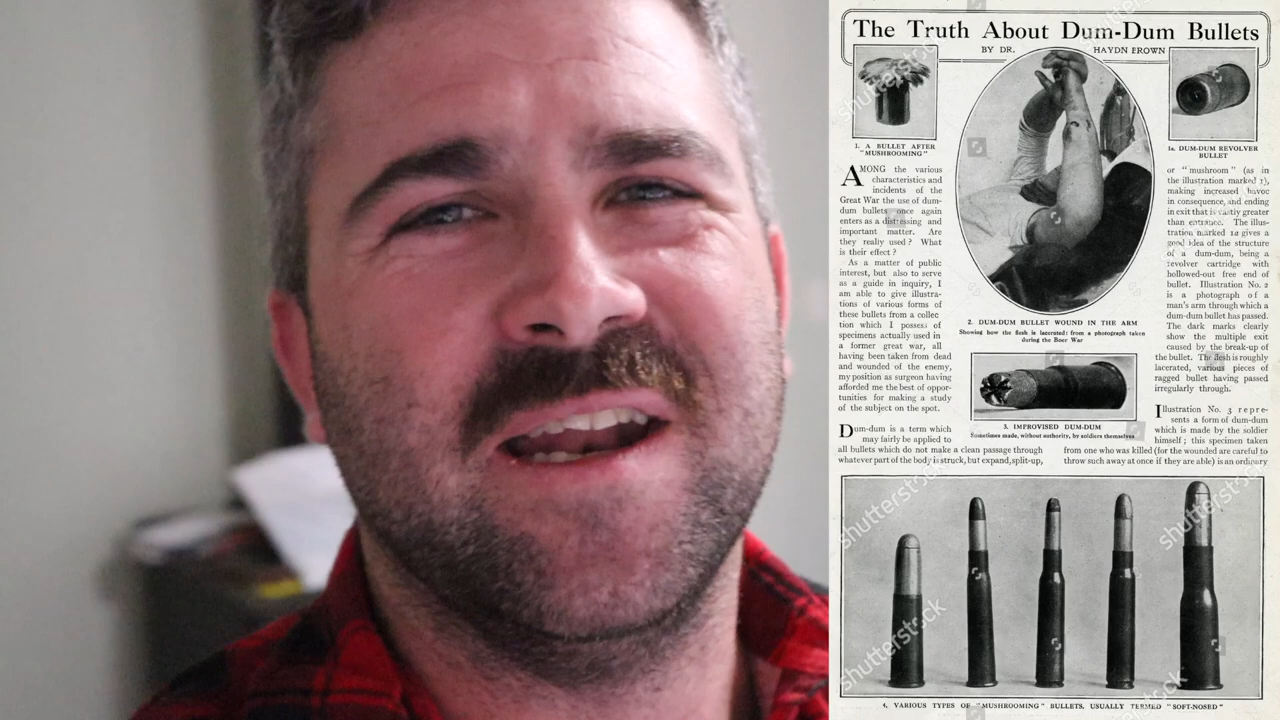 The Truth About Dum-Dum Bullets
BY DR. HAYDN BROWN
1. A BULLET AFTER
"MUSHROOMING"
AMONG the various
characteristics and
incidents of the
Great War the use of dum-
dum bullets once again
enters as a distressing and
important matter. Are
they really used? What
is their effect?
As a matter of public
interest, but also to serve
as a guide in inquiry, I
am able to give illustra-
tions of various forms of
these bullets from a collec
tion which I possess of
specimens actually used in
a former great war, all
having been taken from dead
and wounded of the enemy,
my position as surgeon having
afforded me the best of oppor-
tunities for making a study
of the subject on the spot.
Dum-dum is a term which
may fairly be applied to
all bullets which do not make a clean passage through
whatever part of the body is struck, but expand, split-up,
2. DUM-DUM BULLET WOUND IN THE ARM
Showing how the flesh is lacerated: from a photograph taken
during the Boer War
3. IMPROVISED DUM-DUM
Sometimes made, without authority, by soldiers themselves
1a. DUM-DUM REVOLVER
BULLET
or "mushroom" (as in
the illustration marked 1),
making increased havoc
in consequence, and ending
in exit that is vastly greater
than entrance. The illus-
tration marked 1a gives a
good idea of the structure
of a dum-dum, being a
revolver cartridge with
hollowed-out free end of
bullet. Illustration No. 2
is a photograph of a
man's arm through which a
dum-dum bullet has passed.
The dark marks clearly
show the multiple exit
caused by the break-up of
the bullet. The flesh is roughly
lacerated, various pieces of
ragged bullet having passed
irregularly through.
Illustration No. 3 repre-
sents a form of dum-dum
which is made by the soldier
himself; this specimen taken
from one who was killed (for the wounded are careful to
throw such away at once if they are able) is an ordinary
4. VARIOUS TYPES OF "MUSHROOMING" BULLETS, USUALLY TERMED "SOFT-NOSED"
shutterstock
shutterstock
shutterstock
shutterstock
shutterstock
shutterstock